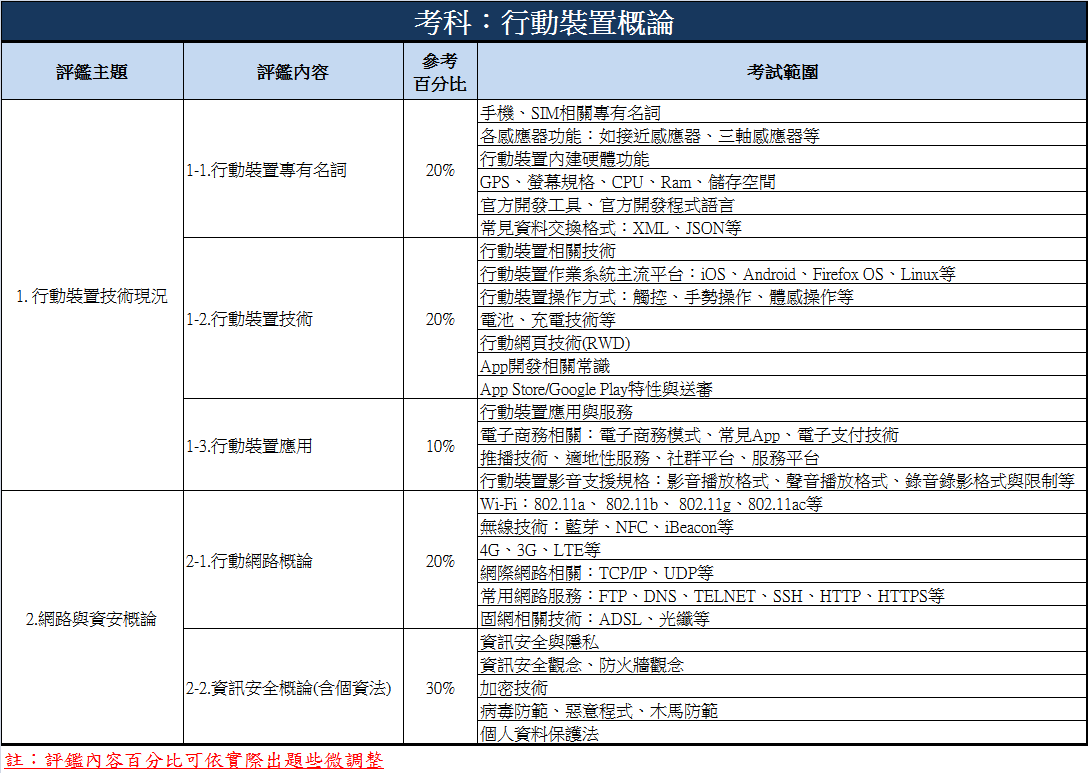 考科：行動裝置概論
評鑑主題
評鑑內容
參考
百分比
考試範圍
1. 行動裝置技術現況
1-1.行動裝置專有名詞
20%
手機、SIM相關專有名詞
各感應器功能：如接近感應器、三軸感應器等
行動裝置內建硬體功能
GPS、螢幕規格、CPU、Ram、儲存空間
官方開發工具、官方開發程式語言
常見資料交換格式：XML、JSON等
1-2.行動裝置技術
20%
行動裝置相關技術
行動裝置作業系統主流平台：iOS、Android、Firefox OS、Linux等
行動裝置操作方式：觸控、手勢操作、體感操作等
電池、充電技術等
行動網頁技術(RWD)
App開發相關常識
App Store/Google Play特性與送審
1-3.行動裝置應用
10%
行動裝置應用與服務
電子商務相關：電子商務模式、常見App、電子支付技術
推播技術、適地性服務、社群平台、服務平台
行動裝置影音支援規格：影音播放格式、聲音播放格式、錄音錄影格式與限制等
2.網路與資安概論
2-1.行動網路概論
20%
Wi-Fi：802.11a、 802.11b、 802.11g、802.11ac等
無線技術：藍芽、NFC、iBeacon等
4G、3G、LTE等
網際網路相關：TCP/IP、UDP等
常用網路服務：FTP、DNS、TELNET、SSH、HTTP、HTTPS等
固網相關技術：ADSL、光纖等
2-2.資訊安全概論(含個資法)
30%
資訊安全與隱私
資訊安全觀念、防火牆觀念
加密技術
病毒防範、惡意程式、木馬防範
個人資料保護法
註：評鑑內容百分比可依實際出題些微調整